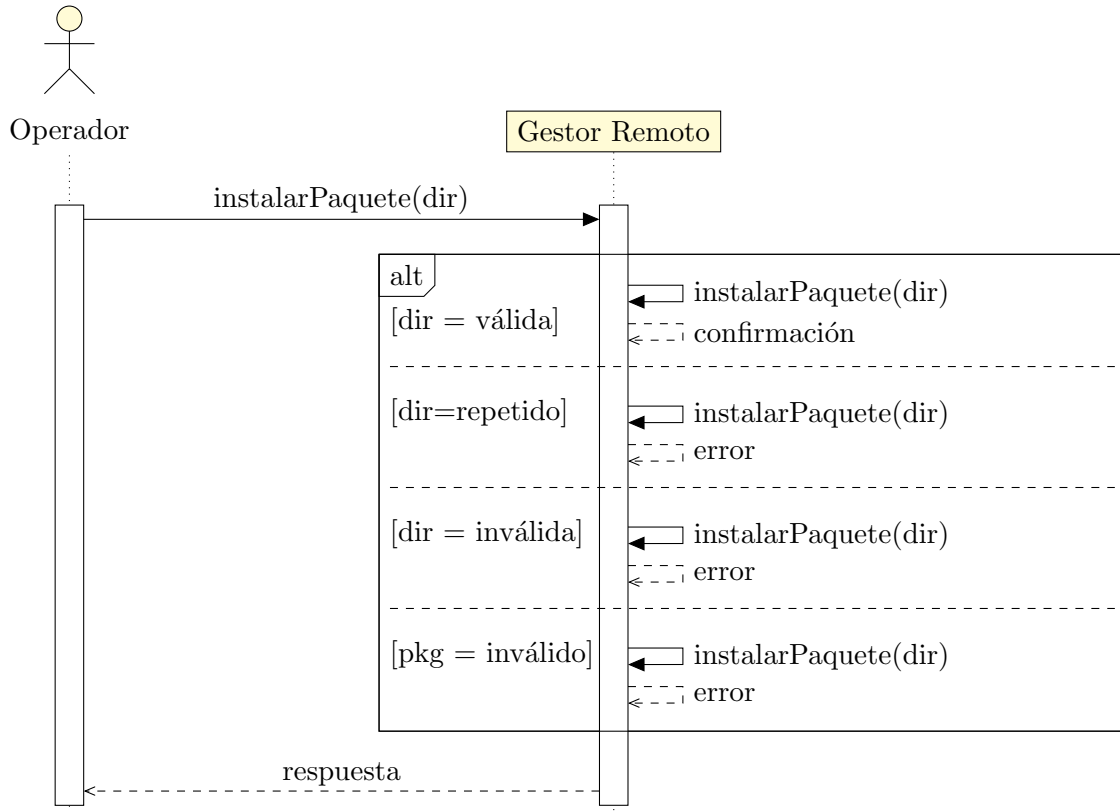 Operador
Gestor Remoto
instalarPaquete(dir)
alt
instalarPaquete(dir)
[dir = válida]
confirmación
[dir=repetido]
instalarPaquete(dir)
error
[dir = inválida]
instalarPaquete(dir)
error
[pkg = inválido]
instalarPaquete(dir)
error
respuesta